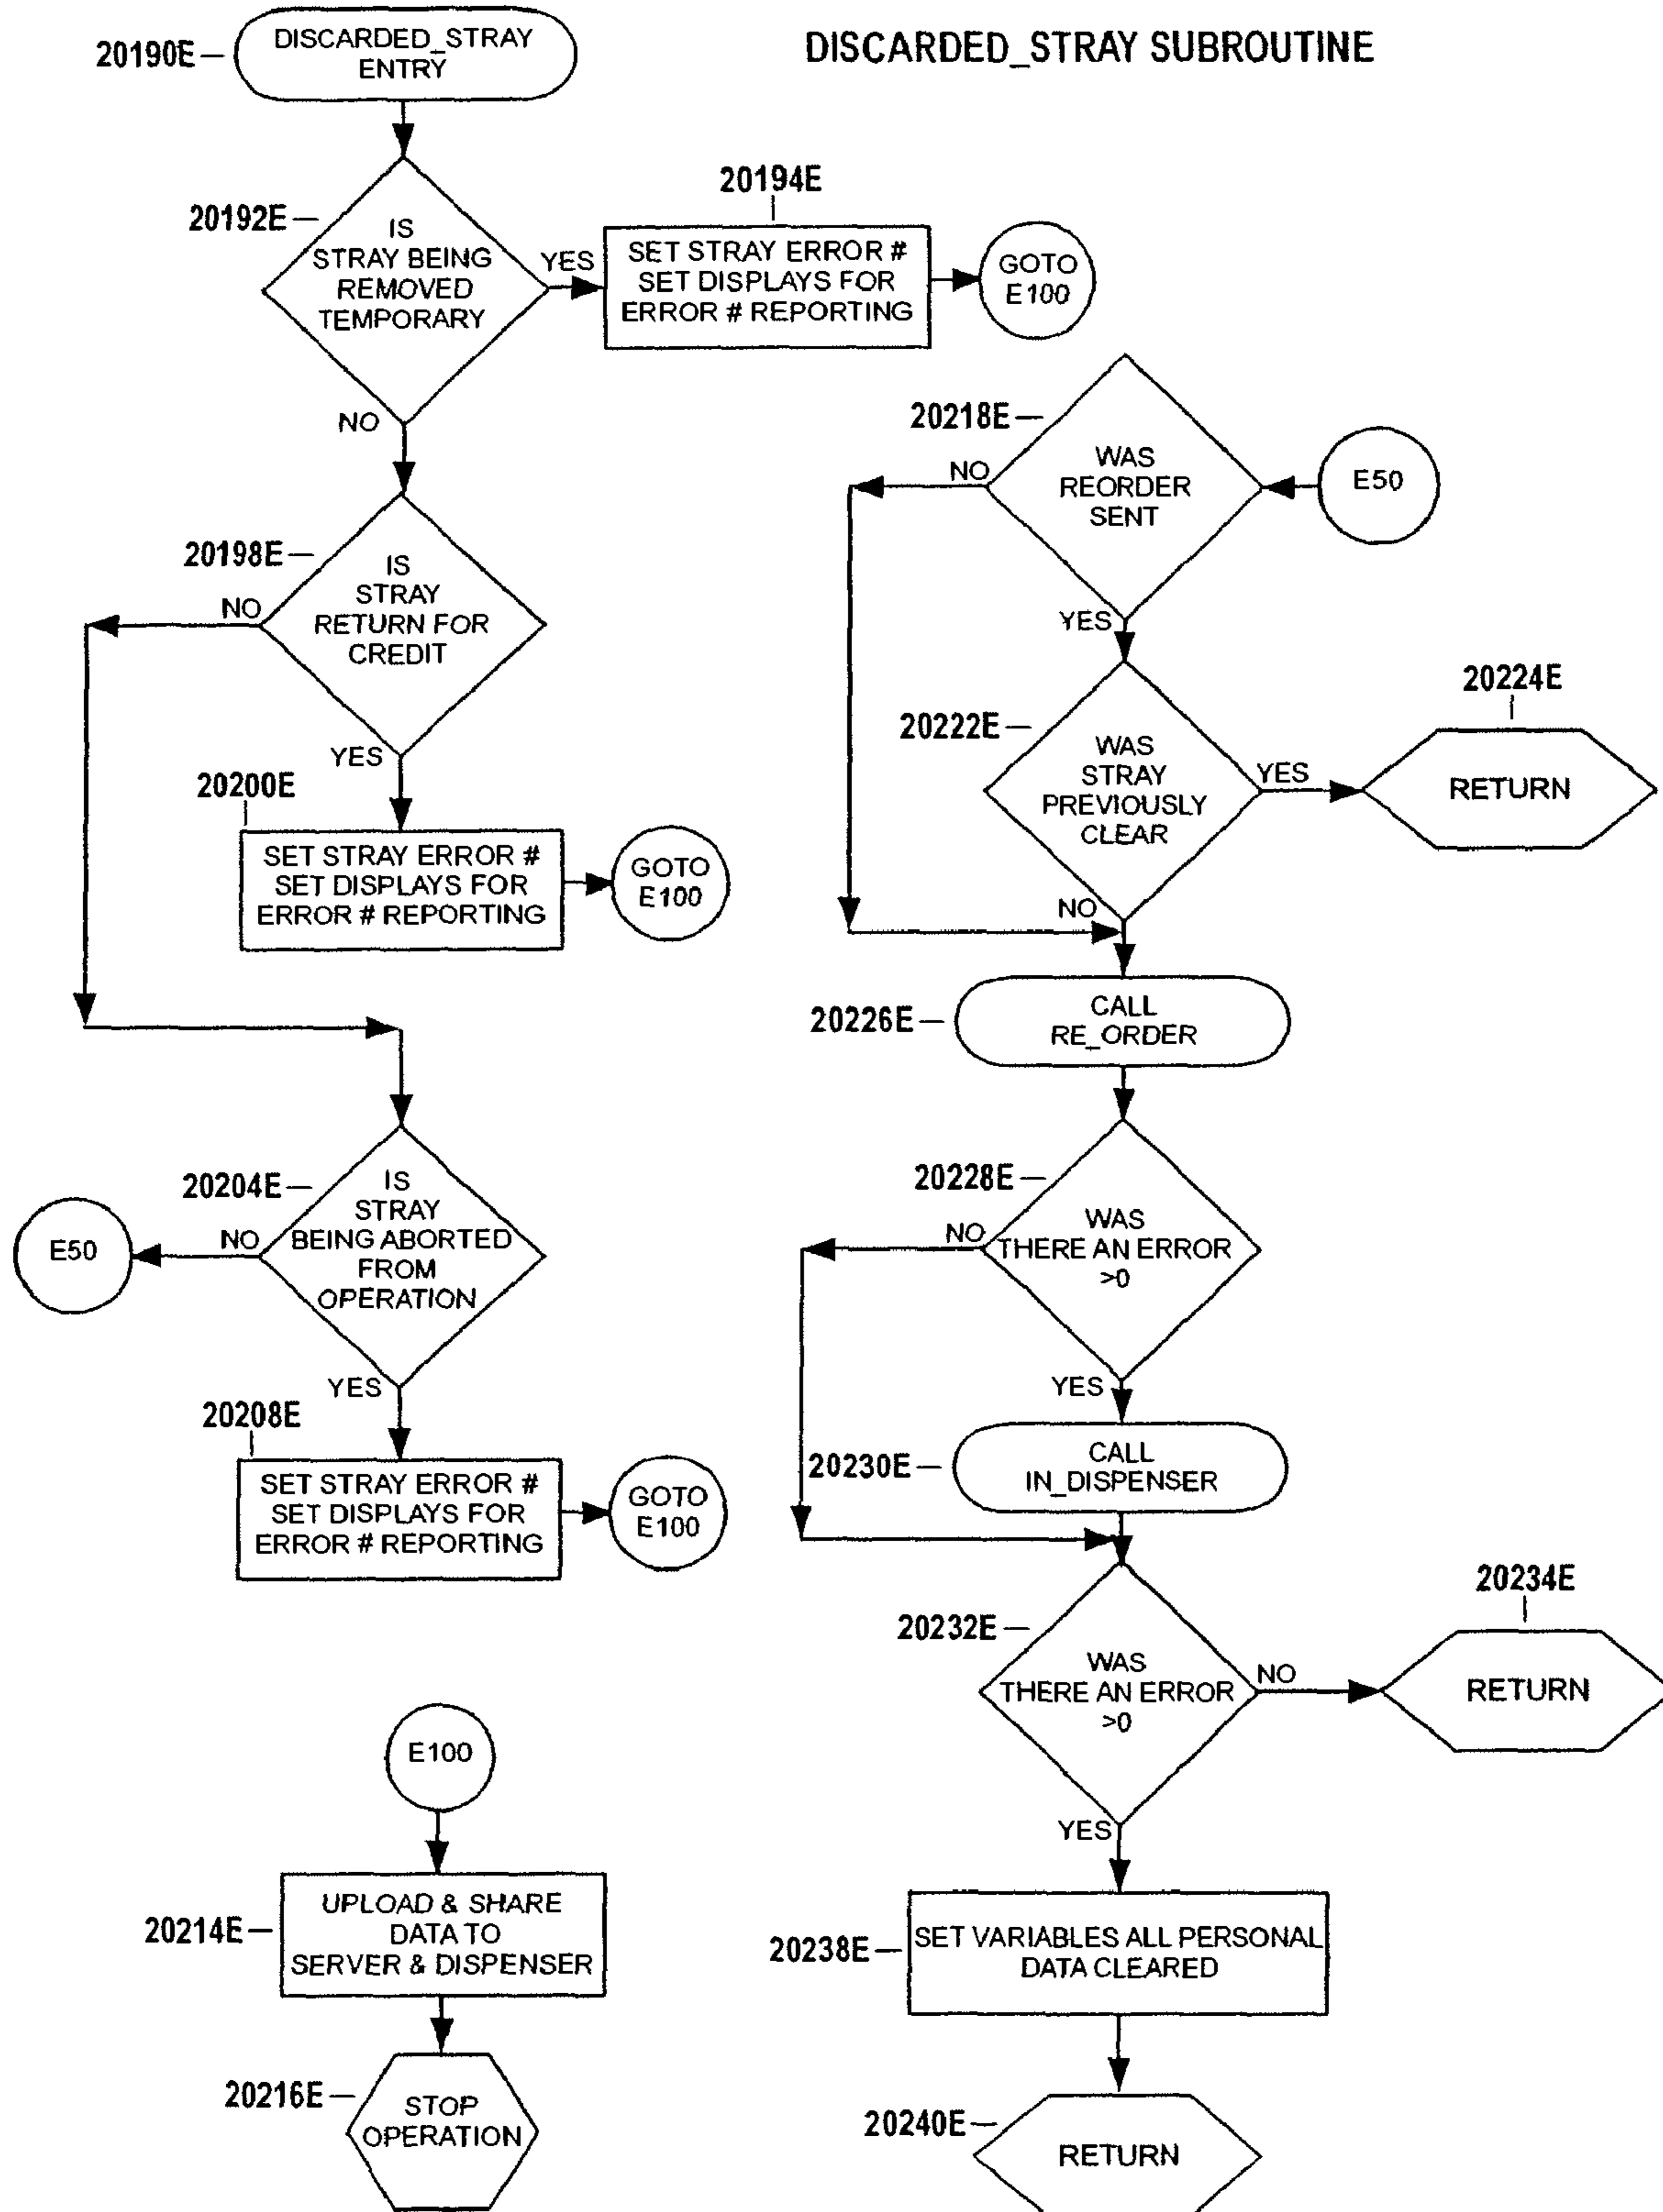 DISCARDED_STRAY SUBROUTINE
20190E
DISCARDED_STRAY
ENTRY
20192E
IS
STRAY BEING
REMOVED
TEMPORARY
YES
NO
20194E
SET STRAY ERROR #
SET DISPLAYS FOR
ERROR # REPORTING
GOTO
E100
20198E
IS
STRAY
RETURN FOR
CREDIT
NO
YES
20200E
SET STRAY ERROR #
SET DISPLAYS FOR
ERROR # REPORTING
GOTO
E100
20204E
IS
STRAY
BEING ABORTED
FROM
OPERATION
NO
E50
YES
20208E
SET STRAY ERROR #
SET DISPLAYS FOR
ERROR # REPORTING
GOTO
E100
E100
20214E
UPLOAD & SHARE
DATA TO
SERVER & DISPENSER
20216E
STOP
OPERATION
20218E
WAS
REORDER
SENT
E50
NO
YES
20222E
WAS
STRAY
PREVIOUSLY
CLEAR
YES
20224E
RETURN
NO
20226E
CALL
RE_ORDER
20228E
WAS
THERE AN ERROR
>0
NO
YES
20230E
CALL
IN_DISPENSER
20232E
WAS
THERE AN ERROR
>0
NO
20234E
RETURN
YES
20238E
SET VARIABLES ALL PERSONAL
DATA CLEARED
20240E
RETURN